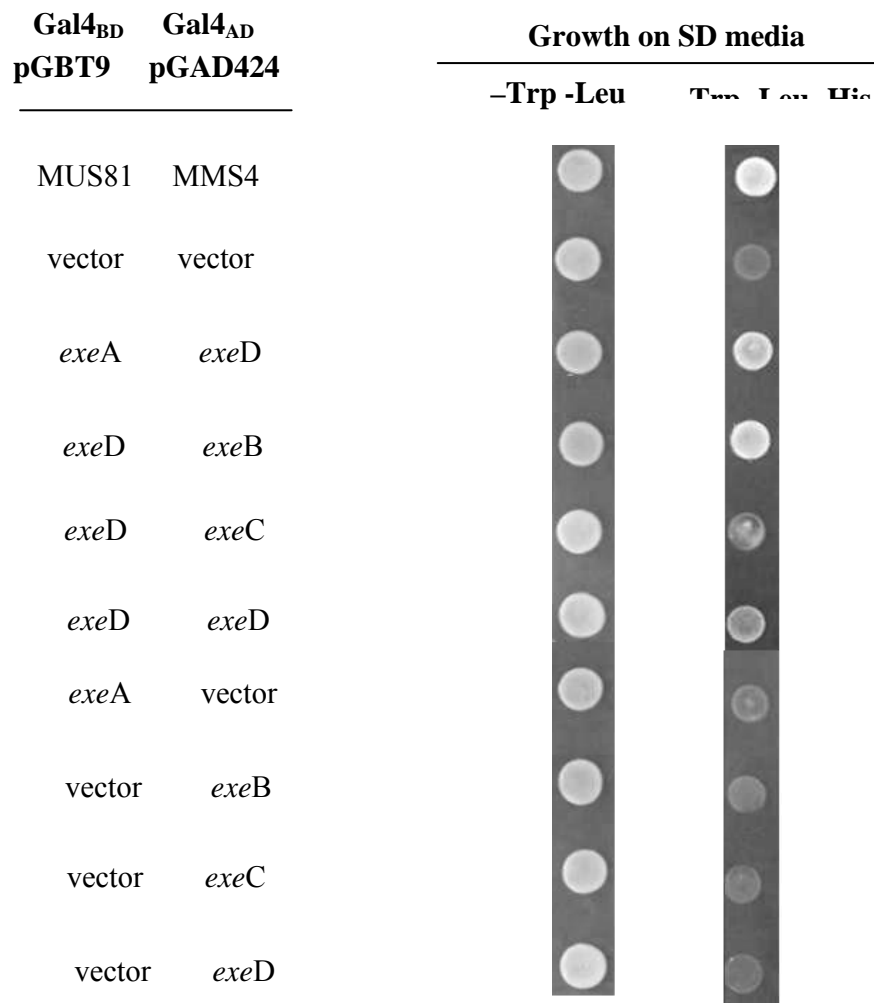 Gal4BD Gal4AD
pGBT9 pGAD424
Growth on SD media
–Trp -Leu
MUS81 MMS4
vector vector
exeA exeD
exeD exeB
exeD exeC
exeD exeD
exeA vector
vector exeB
vector exeC
vector exeD